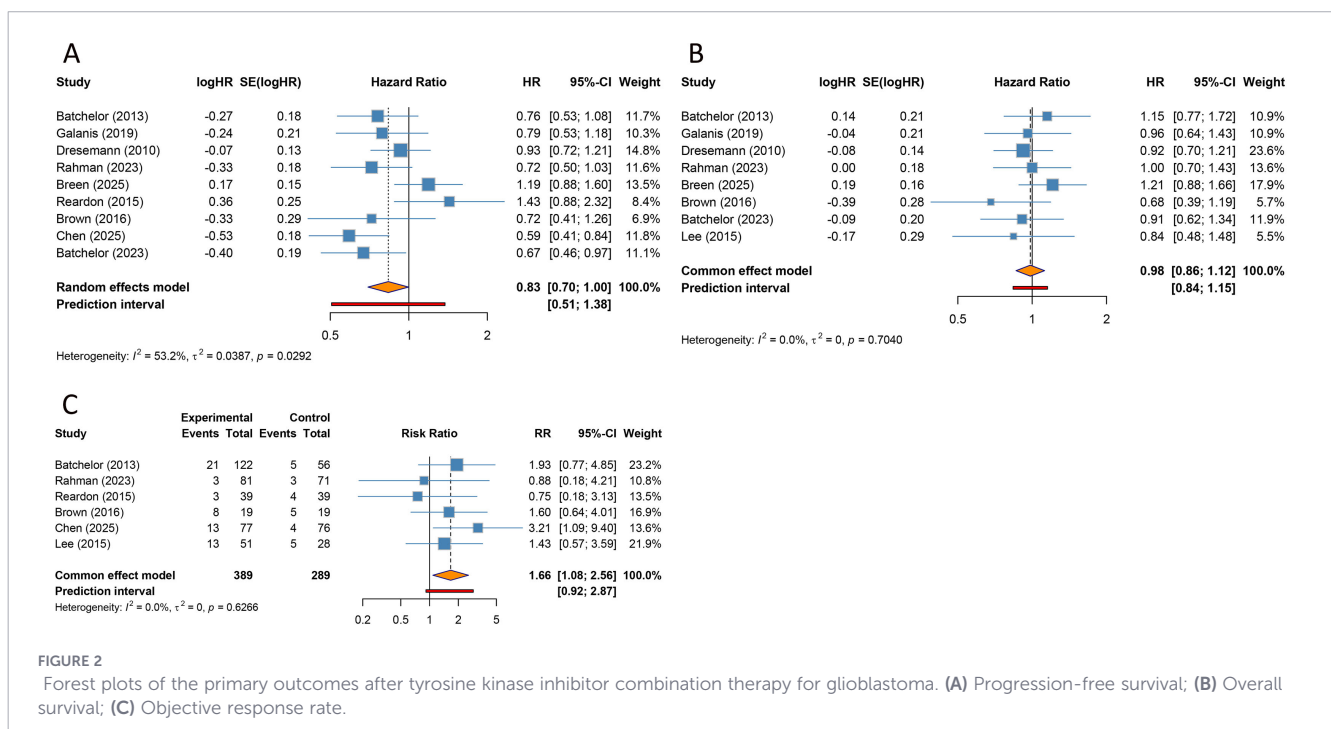 A
Study logHR SE(logHR) Hazard Ratio HR 95%-CI Weight
Batchelor (2013) -0.27 0.18 0.76 [0.53; 1.08] 11.7%
Galanis (2019) -0.24 0.21 0.79 [0.53; 1.18] 10.3%
Dresemann (2010) -0.07 0.13 0.93 [0.72; 1.21] 14.8%
Rahman (2023) -0.33 0.18 0.72 [0.50; 1.03] 11.6%
Breen (2025) 0.17 0.15 1.19 [0.88; 1.60] 13.5%
Reardon (2015) 0.36 0.25 1.43 [0.88; 2.32] 8.4%
Brown (2016) -0.33 0.29 0.72 [0.41; 1.26] 6.9%
Chen (2025) -0.53 0.18 0.59 [0.41; 0.84] 11.8%
Batchelor (2023) -0.40 0.19 0.67 [0.46; 0.97] 11.1%
Random effects model 0.83 [0.70; 1.00] 100.0%
Prediction interval [0.51; 1.38]
0.5 1 2
Heterogeneity: I² = 53.2%, τ² = 0.0387, p = 0.0292
B
Study logHR SE(logHR) Hazard Ratio HR 95%-CI Weight
Batchelor (2013) 0.14 0.21 1.15 [0.77; 1.72] 10.9%
Galanis (2019) -0.04 0.21 0.96 [0.64; 1.43] 10.9%
Dresemann (2010) -0.08 0.14 0.92 [0.70; 1.21] 23.6%
Rahman (2023) 0.00 0.18 1.00 [0.70; 1.43] 13.6%
Breen (2025) 0.19 0.16 1.21 [0.88; 1.66] 17.9%
Brown (2016) -0.39 0.28 0.68 [0.39; 1.19] 5.7%
Batchelor (2023) -0.09 0.20 0.91 [0.62; 1.34] 11.9%
Lee (2015) -0.17 0.29 0.84 [0.48; 1.48] 5.5%
Common effect model 0.98 [0.86; 1.12] 100.0%
Prediction interval [0.84; 1.15]
0.5 1 2
Heterogeneity: I² = 0.0%, τ² = 0, p = 0.7040
C
Experimental Control
Study Events Total Events Total Risk Ratio RR 95%-CI Weight
Batchelor (2013) 21 122 5 56 1.93 [0.77; 4.85] 23.2%
Rahman (2023) 3 81 3 71 0.88 [0.18; 4.21] 10.8%
Reardon (2015) 3 39 4 39 0.75 [0.18; 3.13] 13.5%
Brown (2016) 8 19 5 19 1.60 [0.64; 4.01] 16.9%
Chen (2025) 13 77 4 76 3.21 [1.09; 9.40] 13.6%
Lee (2015) 13 51 5 28 1.43 [0.57; 3.59] 21.9%
Common effect model 389 289 1.66 [1.08; 2.56] 100.0%
Prediction interval [0.92; 2.87]
Heterogeneity: I² = 0.0%, τ² = 0, p = 0.6266
0.2 0.5 1 2 5
FIGURE 2
Forest plots of the primary outcomes after tyrosine kinase inhibitor combination therapy for glioblastoma. (A) Progression-free survival; (B) Overall
survival; (C) Objective response rate.